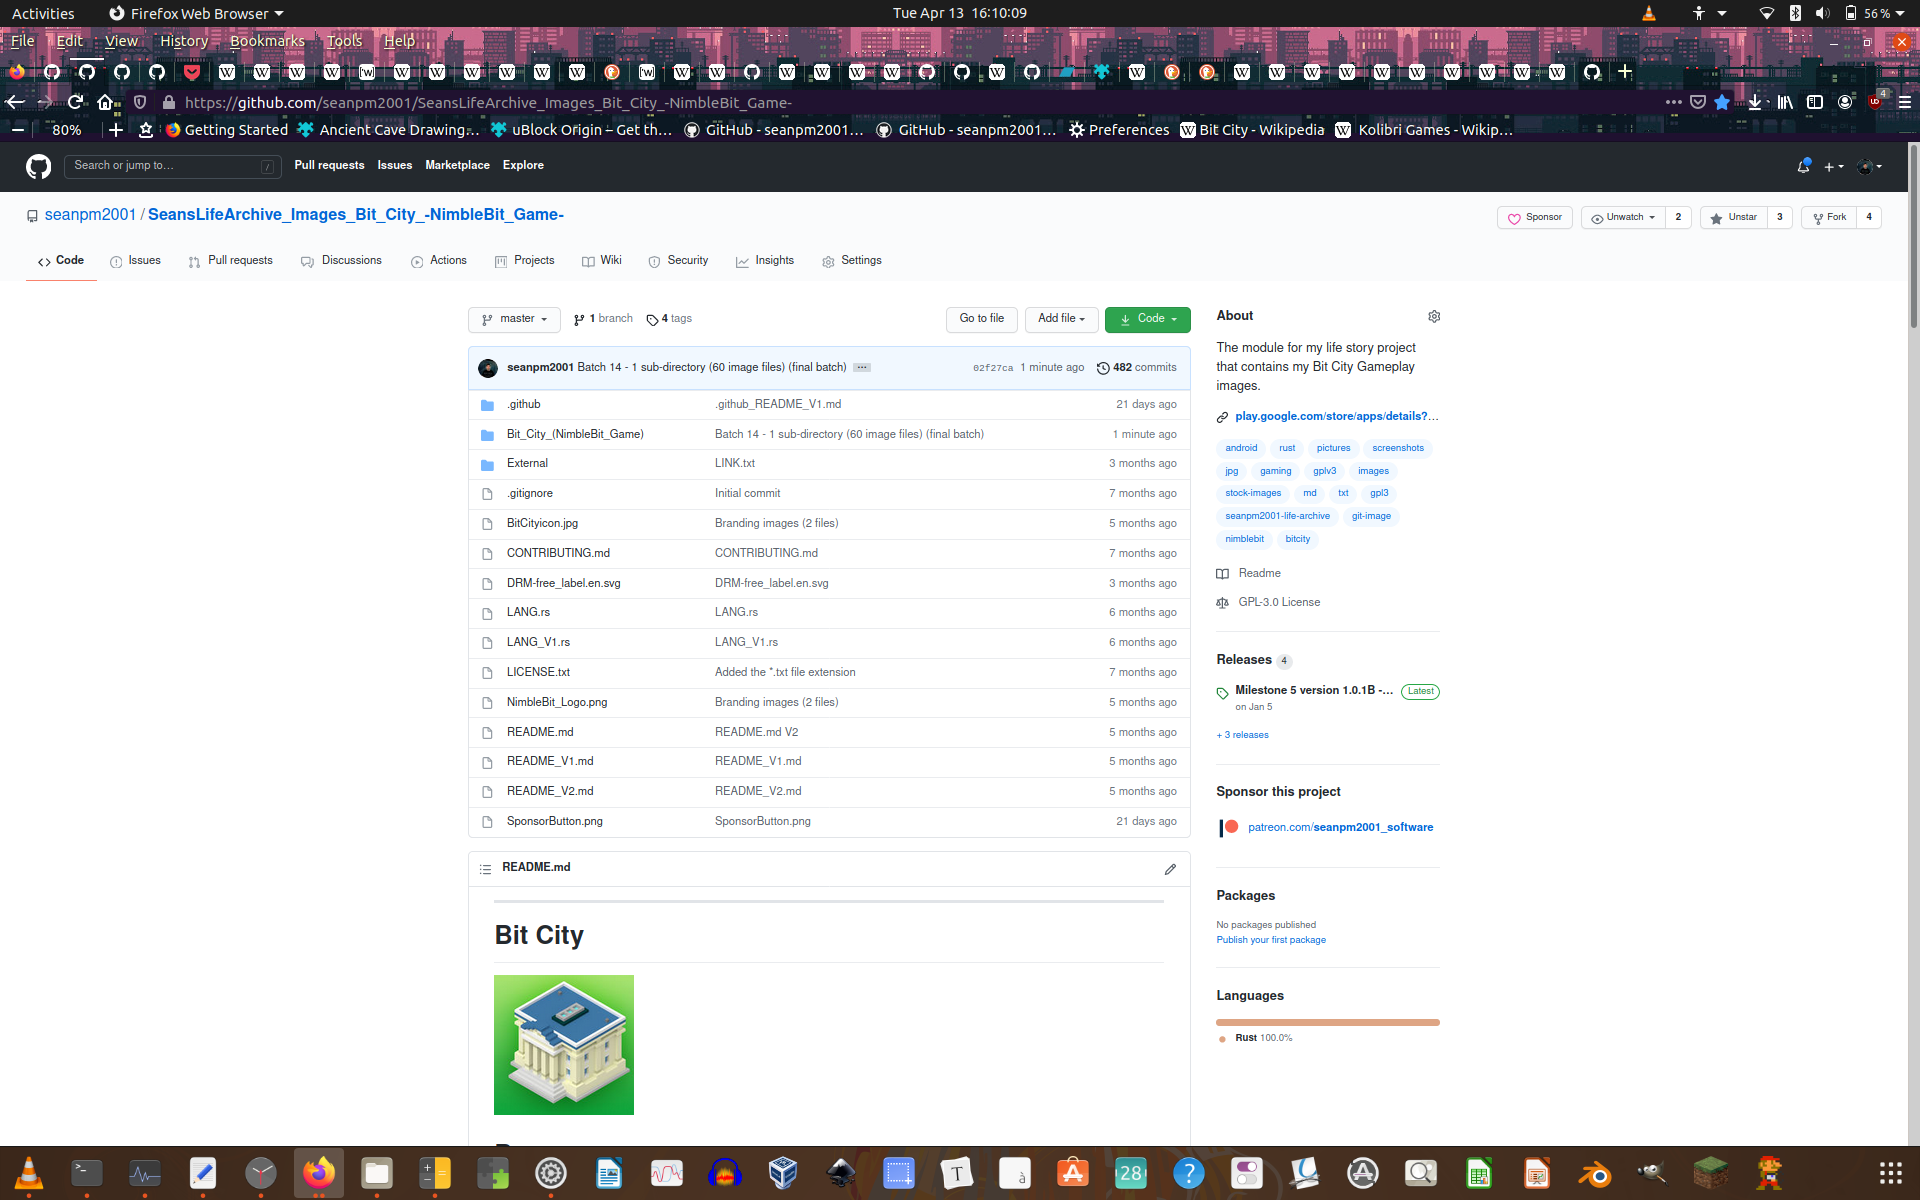 Activities Firefox Web Browser Tue Apr 13 16:10:09 56 %
File Edit View History Bookmarks Tools Help
https://github.com/seanpm2001/SeansLifeArchive_Images_Bit_City_-NimbleBit_Game- 4
80% Getting Started Ancient Cave Drawing... uBlock Origin – Get th... GitHub - seanpm2001... GitHub - seanpm2001... Preferences Bit City - Wikipedia Kolibri Games - Wikip...
Search or jump to... / Pull requests Issues Marketplace Explore
seanpm2001 / SeansLifeArchive_Images_Bit_City_-NimbleBit_Game- Sponsor Unwatch 2 Unstar 3 Fork 4
Code Issues Pull requests Discussions Actions Projects Wiki Security Insights Settings
master 1 branch 4 tags Go to file Add file Code
seanpm2001 Batch 14 - 1 sub-directory (60 image files) (final batch) ... 02f27ca 1 minute ago 482 commits
.github .github_README_V1.md 21 days ago
Bit_City_(NimbleBit_Game) Batch 14 - 1 sub-directory (60 image files) (final batch) 1 minute ago
External LINK.txt 3 months ago
.gitignore Initial commit 7 months ago
BitCityicon.jpg Branding images (2 files) 5 months ago
CONTRIBUTING.md CONTRIBUTING.md 7 months ago
DRM-free_label.en.svg DRM-free_label.en.svg 3 months ago
LANG.rs LANG.rs 6 months ago
LANG_V1.rs LANG_V1.rs 6 months ago
LICENSE.txt Added the *.txt file extension 7 months ago
NimbleBit_Logo.png Branding images (2 files) 5 months ago
README.md README.md V2 5 months ago
README_V1.md README_V1.md 5 months ago
README_V2.md README_V2.md 5 months ago
SponsorButton.png SponsorButton.png 21 days ago
README.md
Bit City
About
The module for my life story project
that contains my Bit City Gameplay
images.
play.google.com/store/apps/details?...
android rust pictures screenshots
jpg gaming gplv3 images
stock-images md txt gpl3
seanpm2001-life-archive git-image
nimblebit bitcity
Readme
GPL-3.0 License
Releases 4
Milestone 5 version 1.0.1B -... Latest
on Jan 5
+ 3 releases
Sponsor this project
patreon.com/seanpm2001_software
Packages
No packages published
Publish your first package
Languages
Rust 100.0%